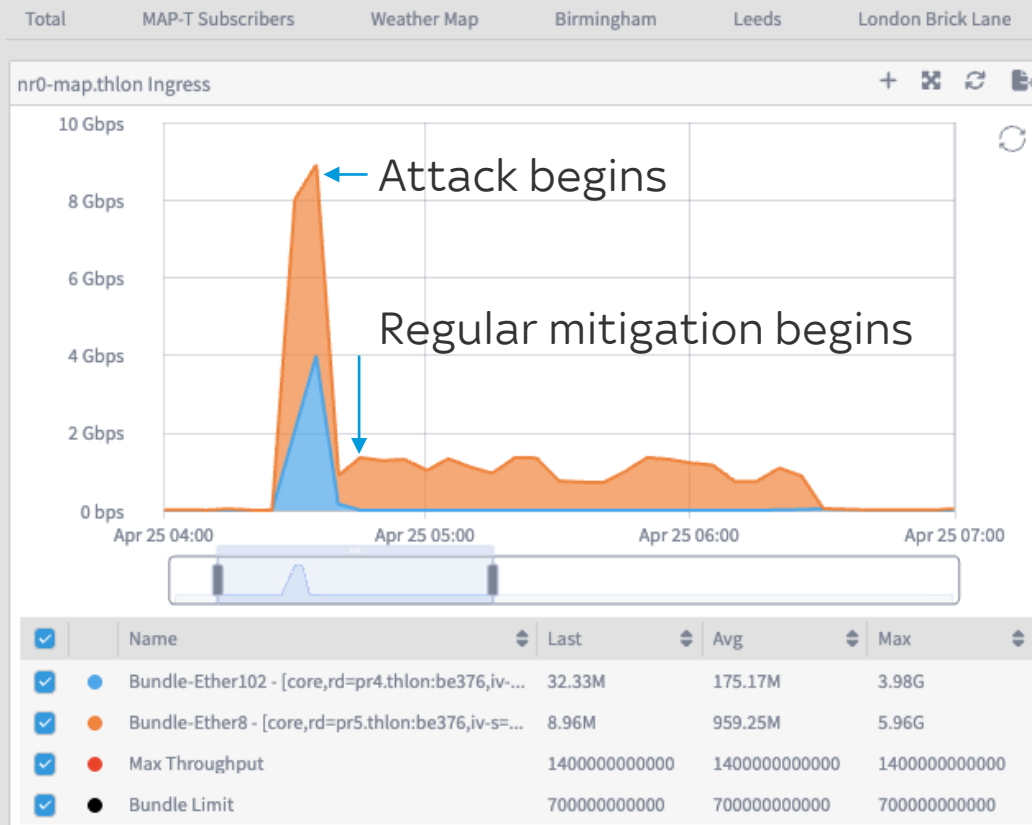 Total MAP-T Subscribers Weather Map Birmingham Leeds London Brick Lane
nr0-map.thlon Ingress
10 Gbps
Attack begins
8 Gbps
6 Gbps
Regular mitigation begins
4 Gbps
2 Gbps
0 bps
Apr 25 04:00 Apr 25 05:00 Apr 25 06:00 Apr 25 07:00
Name Last Avg Max
Bundle-Ether102 - [core,rd=pr4.thlon:be376,iv-... 32.33M 175.17M 3.98G
Bundle-Ether8 - [core,rd=pr5.thlon:be376,iv-s=... 8.96M 959.25M 5.96G
Max Throughput 1400000000000 1400000000000 1400000000000
Bundle Limit 700000000000 700000000000 700000000000